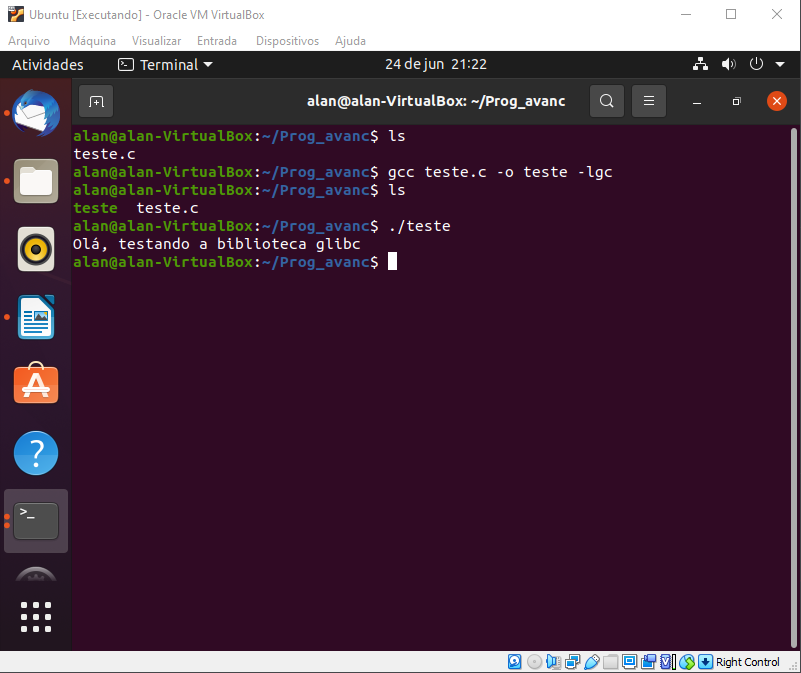 Ubuntu [Executando] - Oracle VM VirtualBox
Arquivo Máquina Visualizar Entrada Dispositivos Ajuda
Atividades Terminal 24 de jun 21:22
alan@alan-VirtualBox: ~/Prog_avanc
alan@alan-VirtualBox:~/Prog_avanc$ ls
teste.c
alan@alan-VirtualBox:~/Prog_avanc$ gcc teste.c -o teste -lgc
alan@alan-VirtualBox:~/Prog_avanc$ ls
teste  teste.c
alan@alan-VirtualBox:~/Prog_avanc$ ./teste
Olá, testando a biblioteca glibc
alan@alan-VirtualBox:~/Prog_avanc$
Right Control